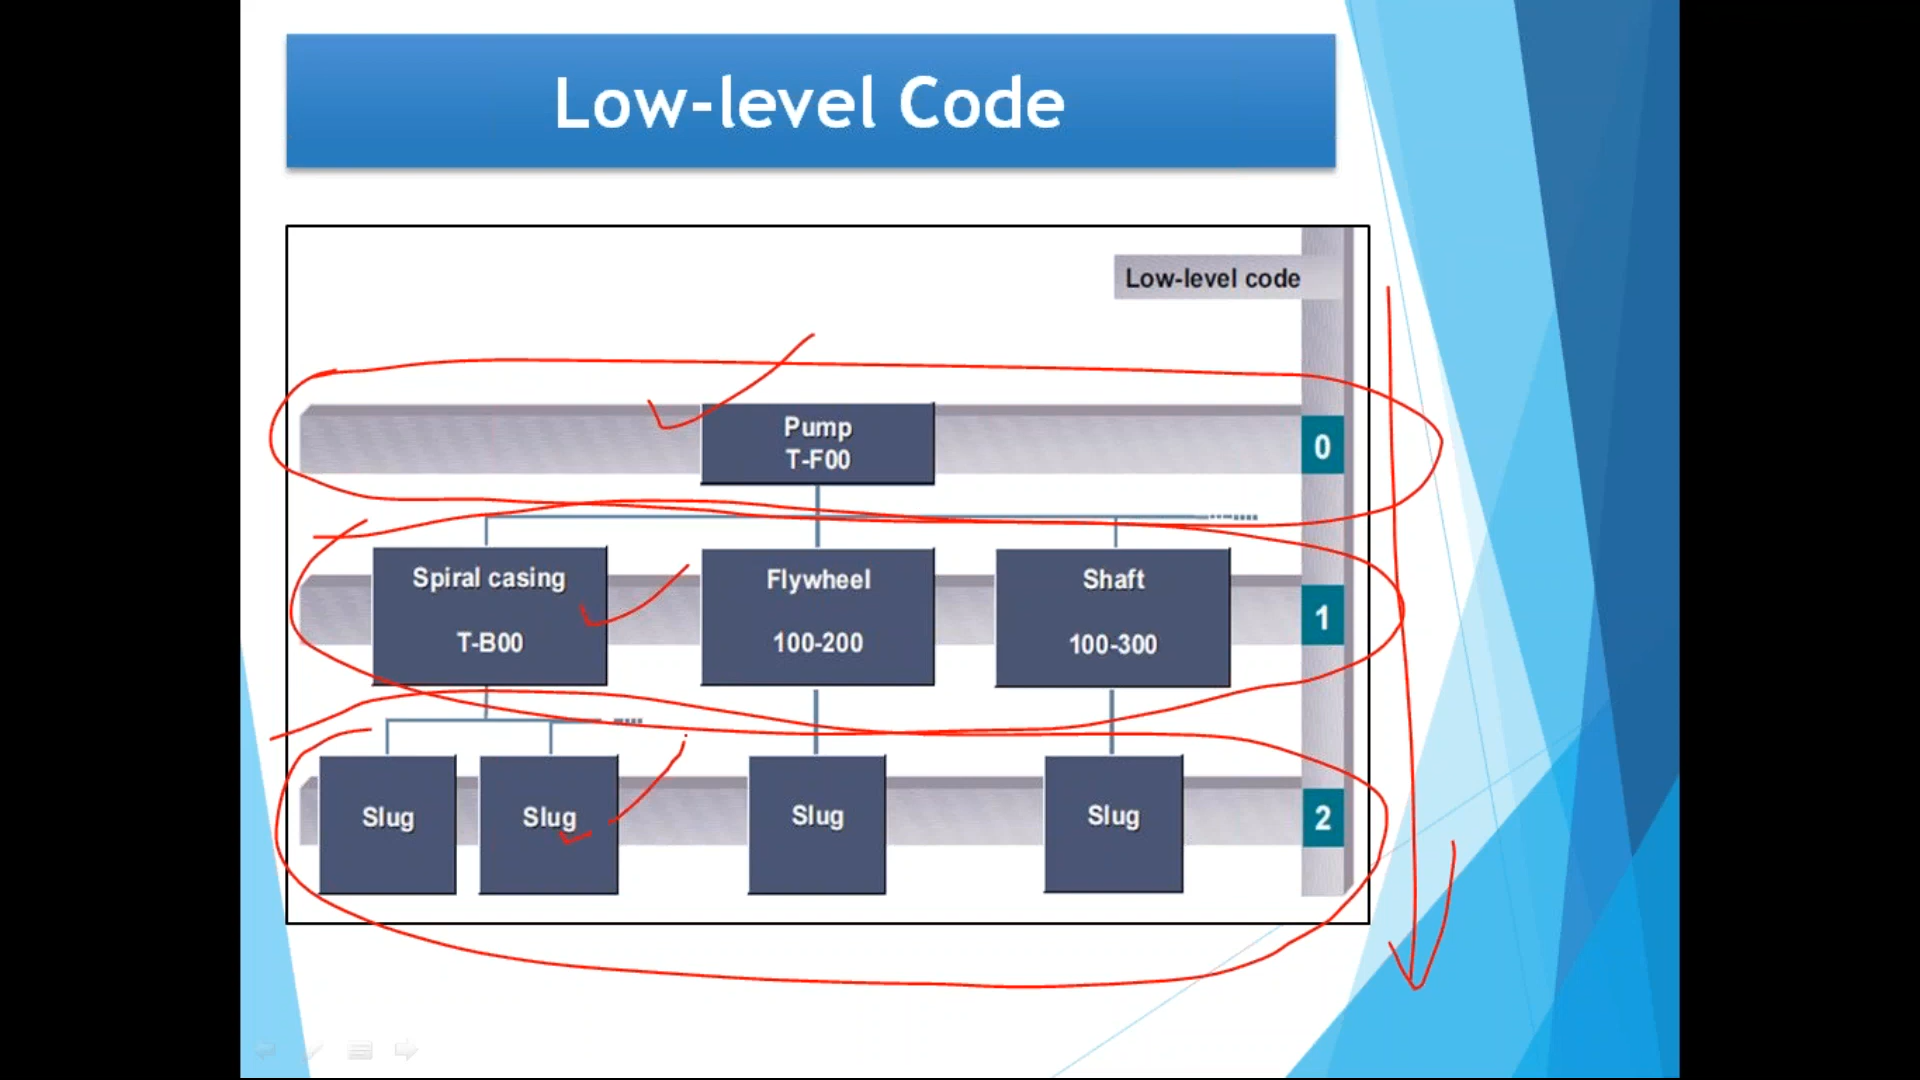 Low-level Code
Low-level code
Pump
T-F00
0
Spiral casing
T-B00
Flywheel
100-200
Shaft
100-300
1
Slug
Slug
Slug
Slug
2